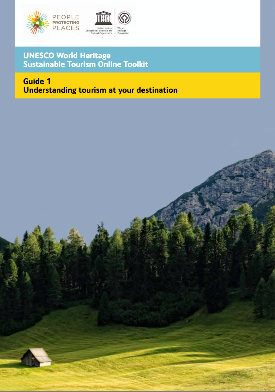 PEOPLE
PROTECTING
PLACES
UNESCO World Heritage
Sustainable Tourism Online Toolkit
Guide 1
Understanding tourism at your destination